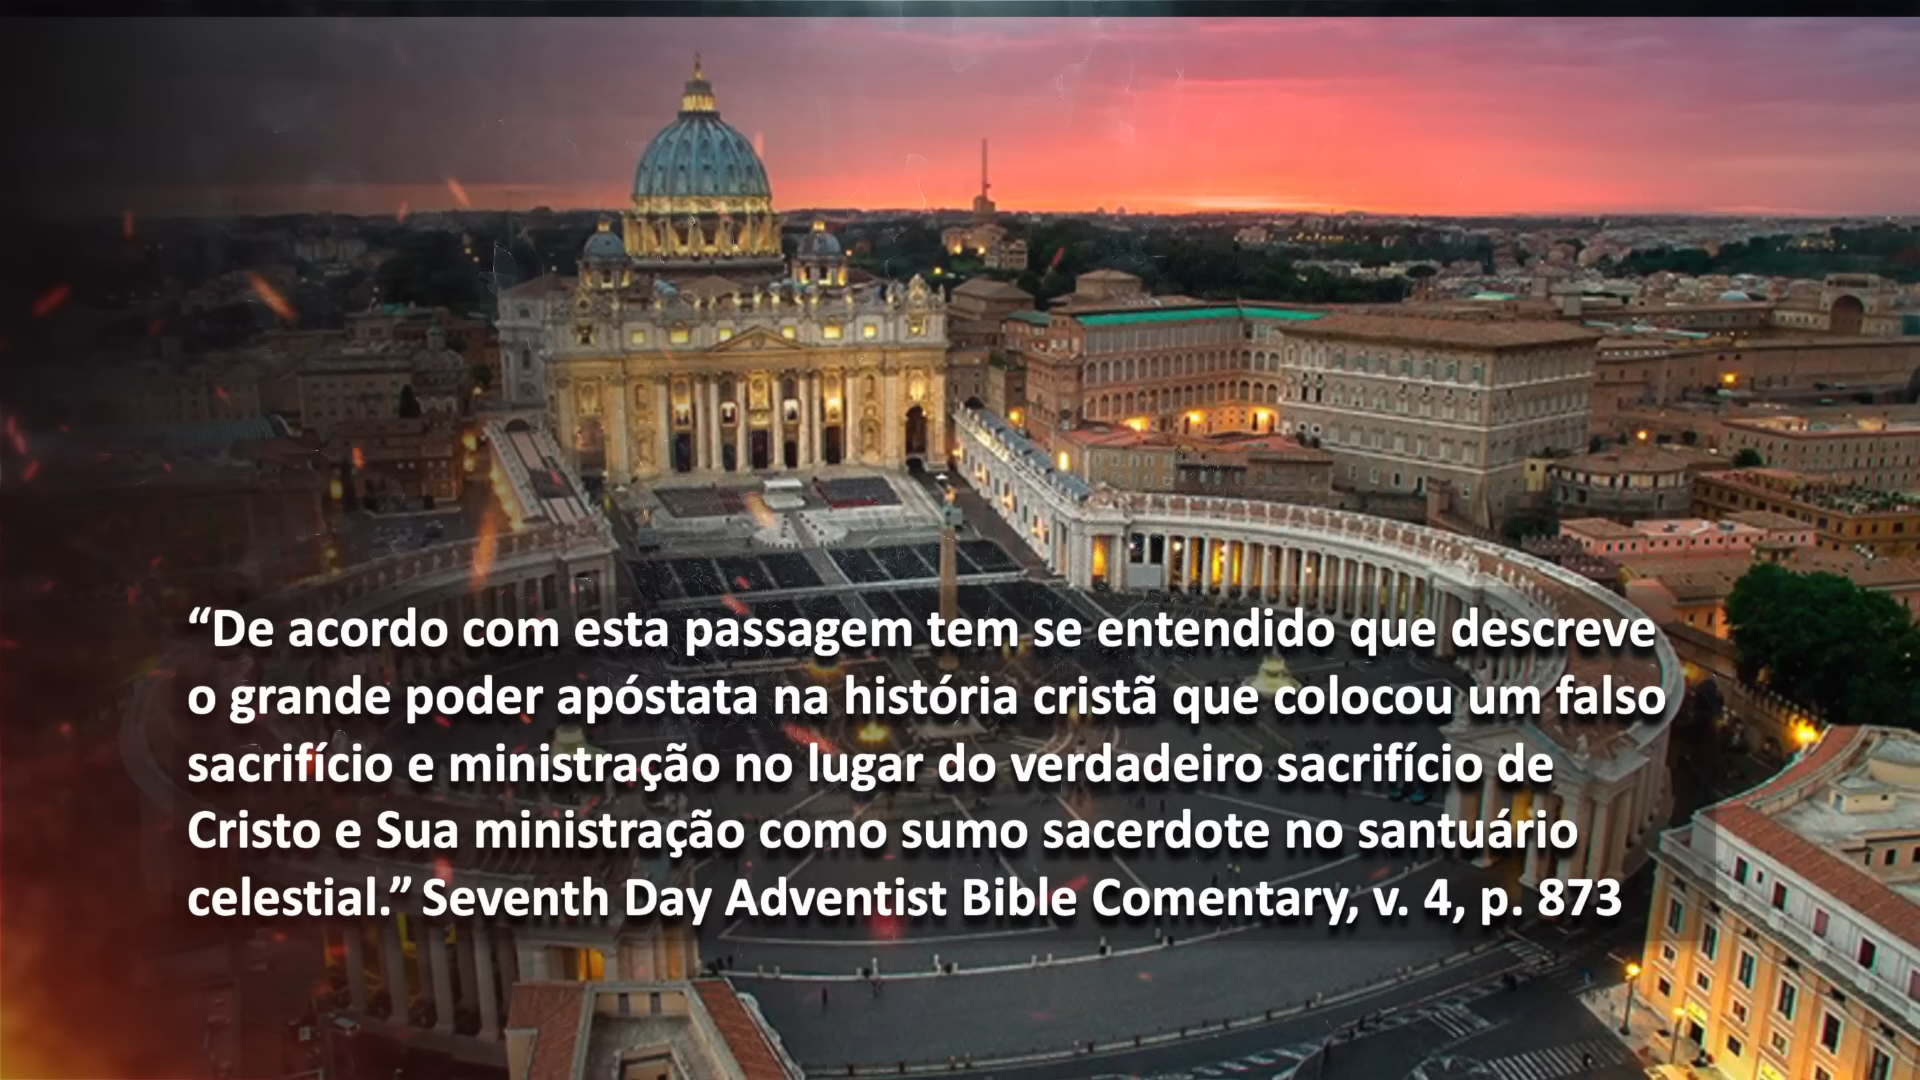 “De acordo com esta passagem tem se entendido que descreve
o grande poder apóstata na história cristã que colocou um falso
sacrifício e ministração no lugar do verdadeiro sacrifício de
Cristo e Sua ministração como sumo sacerdote no santuário
celestial.” Seventh Day Adventist Bible Comentary, v. 4, p. 873